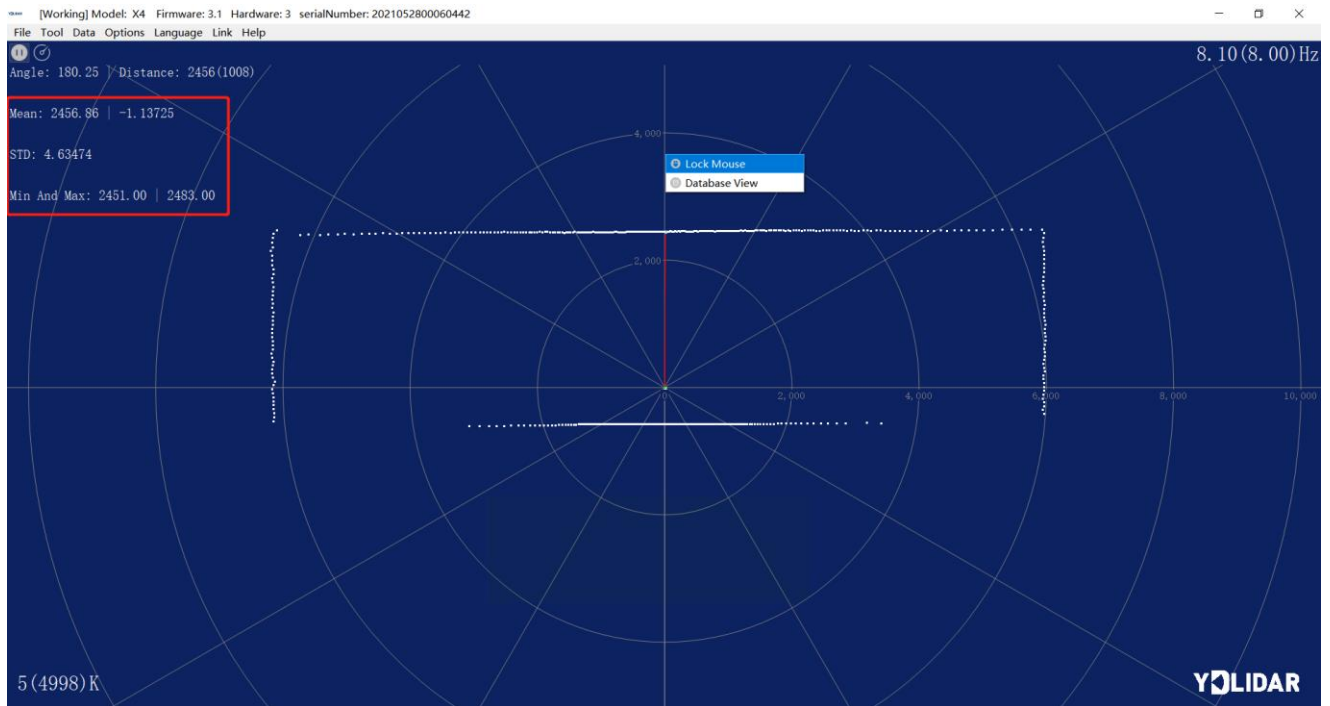 [Working] Model: X4 Firmware: 3.1 Hardware: 3 serialNumber: 2021052800060442
File Tool Data Options Language Link Help
8.10(8.00)Hz
Angle: 180.25 | Distance: 2456(1008)
Mean: 2456.86 | -1.13725
STD: 4.63474
Min And Max: 2451.00 | 2483.00
4,000
Lock Mouse
Database View
2,000
0 2,000 4,000 6,000 8,000 10,000
5(4998)K
YDLIDAR